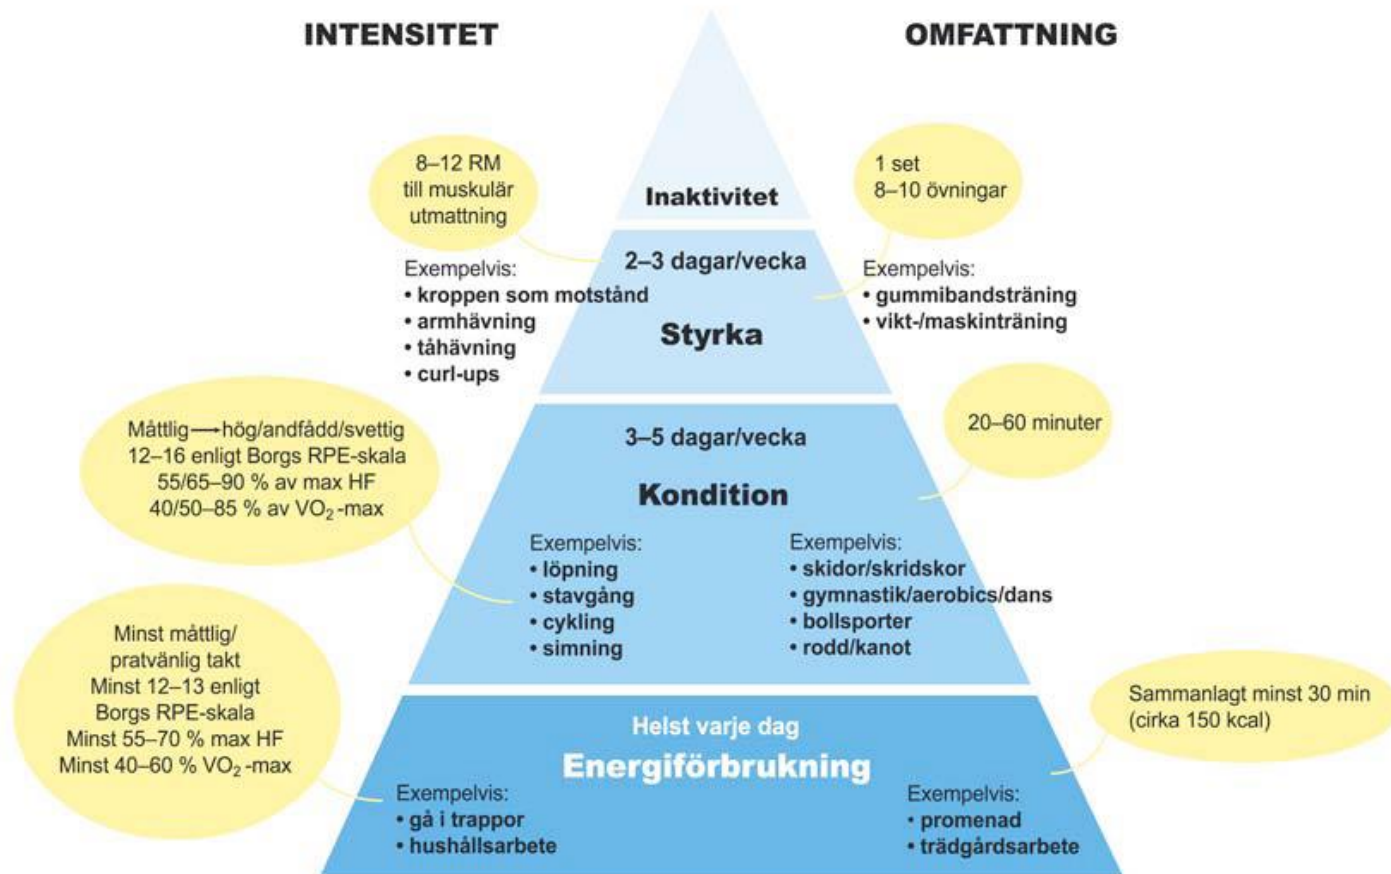 INTENSITET
OMFATTNING
Inaktivitet
8–12 RM
till muskulär
utmattning
1 set
8–10 övningar
2–3 dagar/vecka
Styrka
Exempelvis:
• kroppen som motstånd
• armhävning
• tåhävning
• curl-ups
Exempelvis:
• gummibandsträning
• vikt-/maskinträning
Måttlig→hög/andfådd/svettig
12–16 enligt Borgs RPE-skala
55/65–90 % av max HF
40/50–85 % av VO₂-max
20–60 minuter
3–5 dagar/vecka
Kondition
Exempelvis:
• löpning
• stavgång
• cykling
• simning
Exempelvis:
• skidor/skridskor
• gymnastik/aerobics/dans
• bollsporter
• rodd/kanot
Minst måttlig/
pratvänlig takt
Minst 12–13 enligt
Borgs RPE-skala
Minst 55–70 % max HF
Minst 40–60 % VO₂-max
Sammanlagt minst 30 min
(cirka 150 kcal)
Helst varje dag
Energiförbrukning
Exempelvis:
• gå i trappor
• hushållsarbete
Exempelvis:
• promenad
• trädgårdsarbete